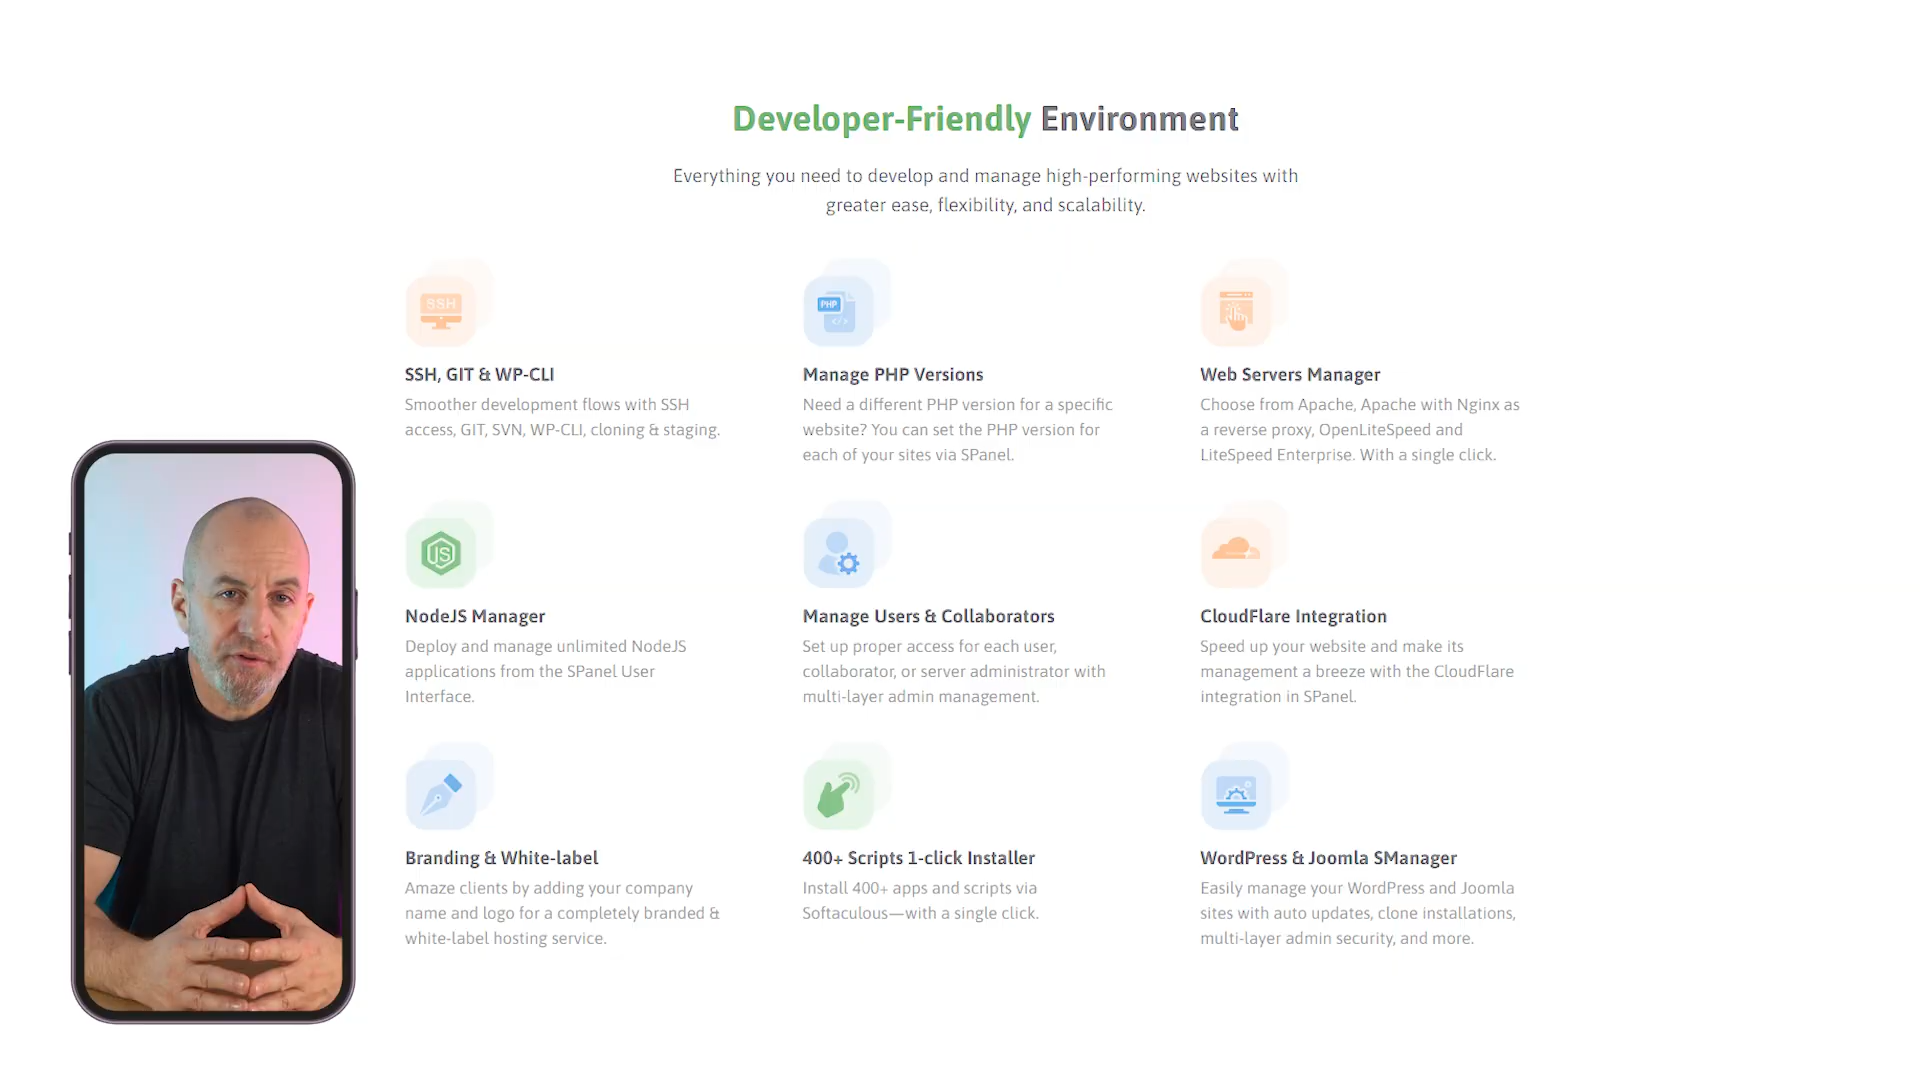 Developer-Friendly Environment
Everything you need to develop and manage high-performing websites with
greater ease, flexibility, and scalability.
SSH
SSH, GIT & WP-CLI
Smoother development flows with SSH
access, GIT, SVN, WP-CLI, cloning & staging.
PHP
</>
Manage PHP Versions
Need a different PHP version for a specific
website? You can set the PHP version for
each of your sites via SPanel.
Web Servers Manager
Choose from Apache, Apache with Nginx as
a reverse proxy, OpenLiteSpeed and
LiteSpeed Enterprise. With a single click.
JS
NodeJS Manager
Deploy and manage unlimited NodeJS
applications from the SPanel User
Interface.
Manage Users & Collaborators
Set up proper access for each user,
collaborator, or server administrator with
multi-layer admin management.
CloudFlare Integration
Speed up your website and make its
management a breeze with the CloudFlare
integration in SPanel.
Branding & White-label
Amaze clients by adding your company
name and logo for a completely branded &
white-label hosting service.
400+ Scripts 1-click Installer
Install 400+ apps and scripts via
Softaculous—with a single click.
WordPress & Joomla SManager
Easily manage your WordPress and Joomla
sites with auto updates, clone installations,
multi-layer admin security, and more.